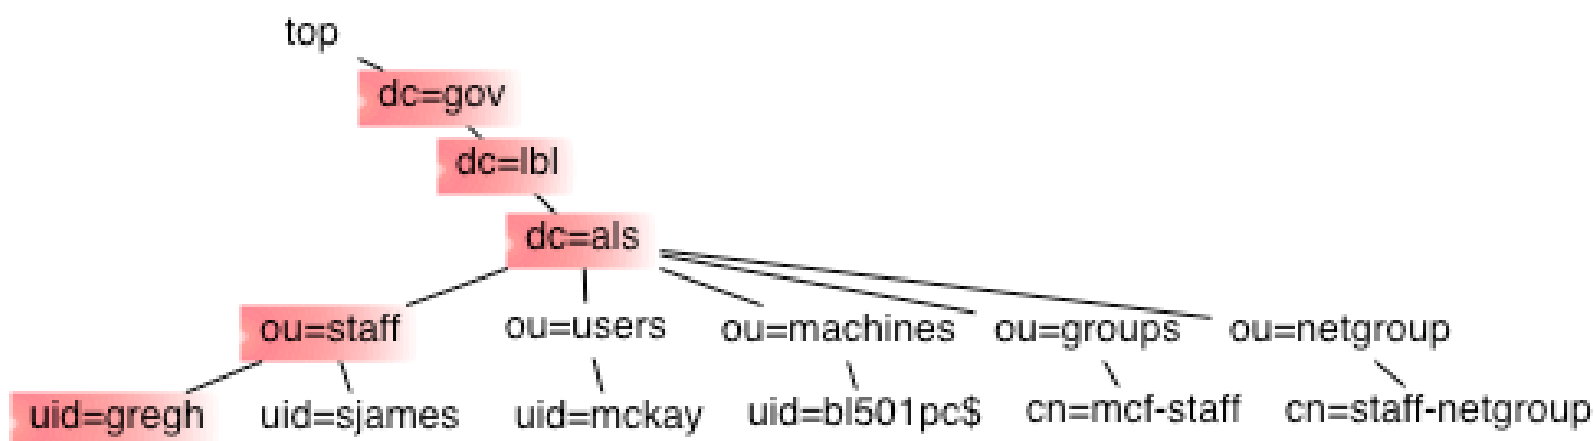 top
dc=gov
dc=lbl
dc=als
ou=staff ou=users ou=machines ou=groups ou=netgroup
uid=gregh uid=sjames uid=mckay uid=bl501pc$ cn=mcf-staff cn=staff-netgroup